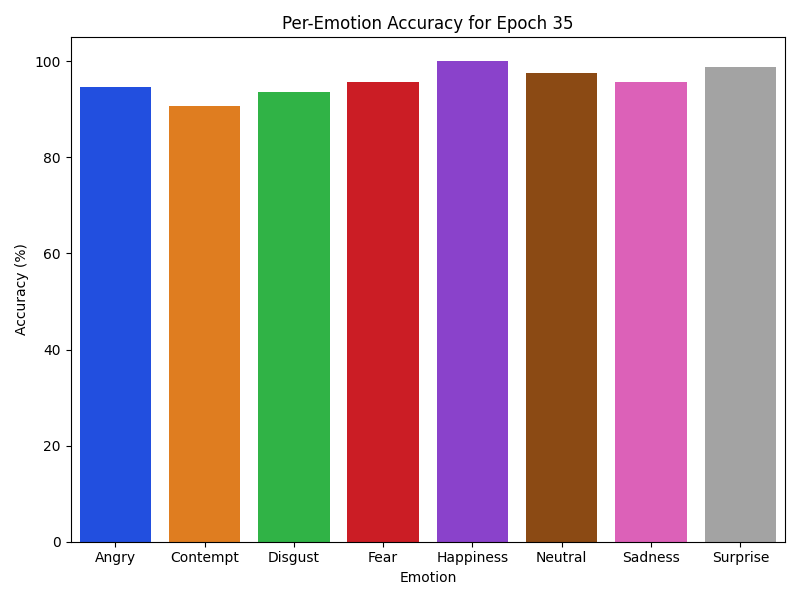 Per-Emotion Accuracy for Epoch 35
Accuracy (%)
100
80
60
40
20
0
Angry Contempt Disgust Fear Happiness Neutral Sadness Surprise
Emotion